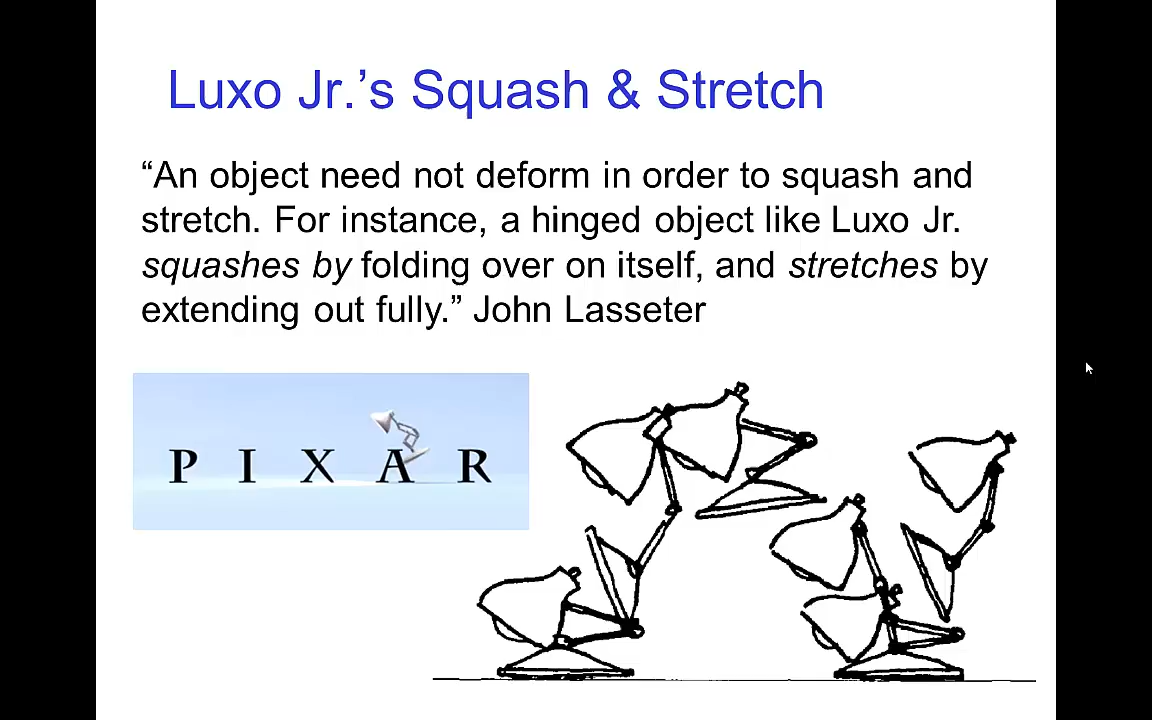 Luxo Jr.’s Squash & Stretch
“An object need not deform in order to squash and
stretch. For instance, a hinged object like Luxo Jr.
squashes by folding over on itself, and stretches by
extending out fully.” John Lasseter
PIXAR